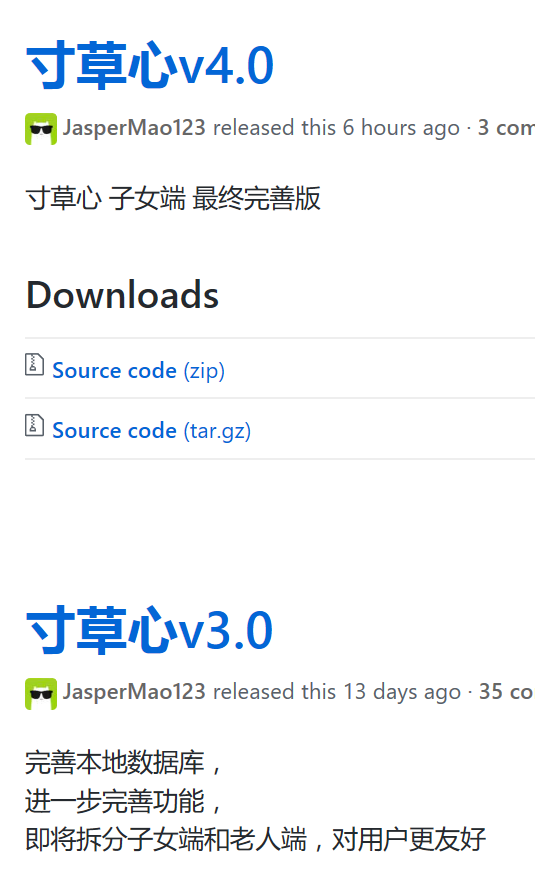 寸草心v4.0
JasperMao123 released this 6 hours ago · 3
寸草心 子女端 最终完善版
Downloads
Source code (zip)
Source code (tar.gz)
寸草心v3.0
JasperMao123 released this 13 days ago · 35
完善本地数据库，
进一步完善功能，
即将拆分子女端和老人端，对用户更友好